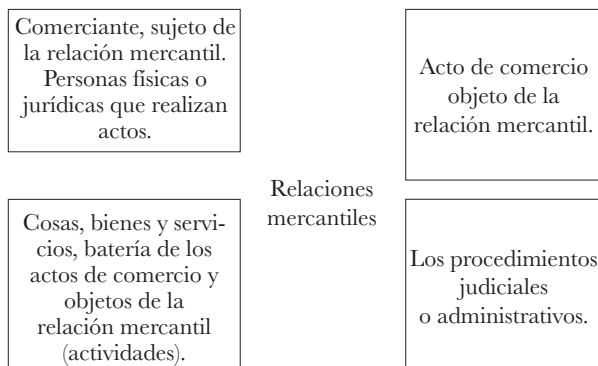 Comerciante, sujeto de
la relación mercantil.
Personas físicas o
jurídicas que realizan
actos.
Acto de comercio
objeto de la
relación mercantil.
Relaciones
mercantiles
Cosas, bienes y servi-
cios, batería de los
actos de comercio y
objetos de la
relación mercantil
(actividades).
Los procedimientos
judiciales
o administrativos.